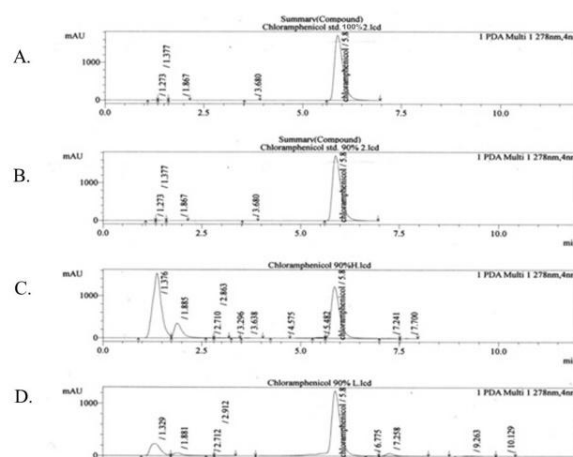 A.
Summary(Compound)
Chloramphenicol std. 100%2.lcd
mAU
1 PDA Multi 1 278nm,4n
1000
0
/ 1.273
/ 1.377
/ 1.867
/ 3.680
chloramphenicol / 5.8
0.0 2.5 5.0 7.5 10.0
B.
Summary(Compound)
Chloramphenicol std. 90% 2.lcd
mAU
1 PDA Multi 1 278nm,4n
1000
0
/ 1.273
/ 1.377
/ 1.867
/ 3.680
chloramphenicol / 5.8
0.0 2.5 5.0 7.5 10.0
mi
C.
Chloramphenicol 90%H.lcd
mAU
1 PDA Multi 1 278nm,4n
1000
0
/ 1.376
/ 1.885
/ 2.710
/ 2.863
/ 3.296
/ 3.638
/ 4.575
/ 5.482
chloramphenicol / 5.8
/ 7.241
/ 7.700
0.0 2.5 5.0 7.5 10.0
mi
D.
Chloramphenicol 90% L.lcd
mAU
1 PDA Multi 1 278nm,4n
1000
0
/ 1.329
/ 1.881
/ 2.712
/ 2.912
chloramphenicol / 5.8
/ 6.775
/ 7.258
/ 9.263
/ 10.129